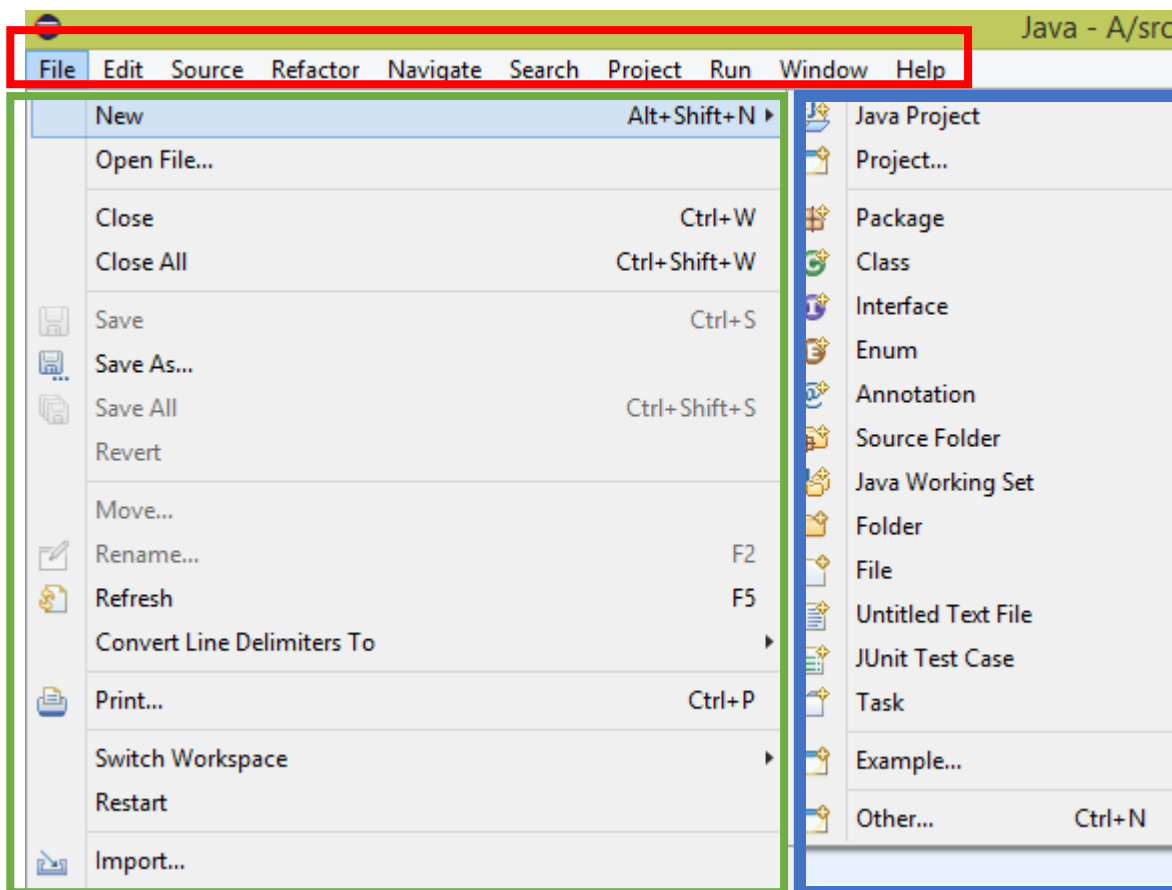 Java - A/src
File Edit Source Refactor Navigate Search Project Run Window Help
New Alt+Shift+N
Open File...
Close Ctrl+W
Close All Ctrl+Shift+W
Save Ctrl+S
Save As...
Save All Ctrl+Shift+S
Revert
Move...
Rename... F2
Refresh F5
Convert Line Delimiters To
Print... Ctrl+P
Switch Workspace
Restart
Import...
Java Project
Project...
Package
Class
Interface
Enum
Annotation
Source Folder
Java Working Set
Folder
File
Untitled Text File
JUnit Test Case
Task
Example...
Other... Ctrl+N